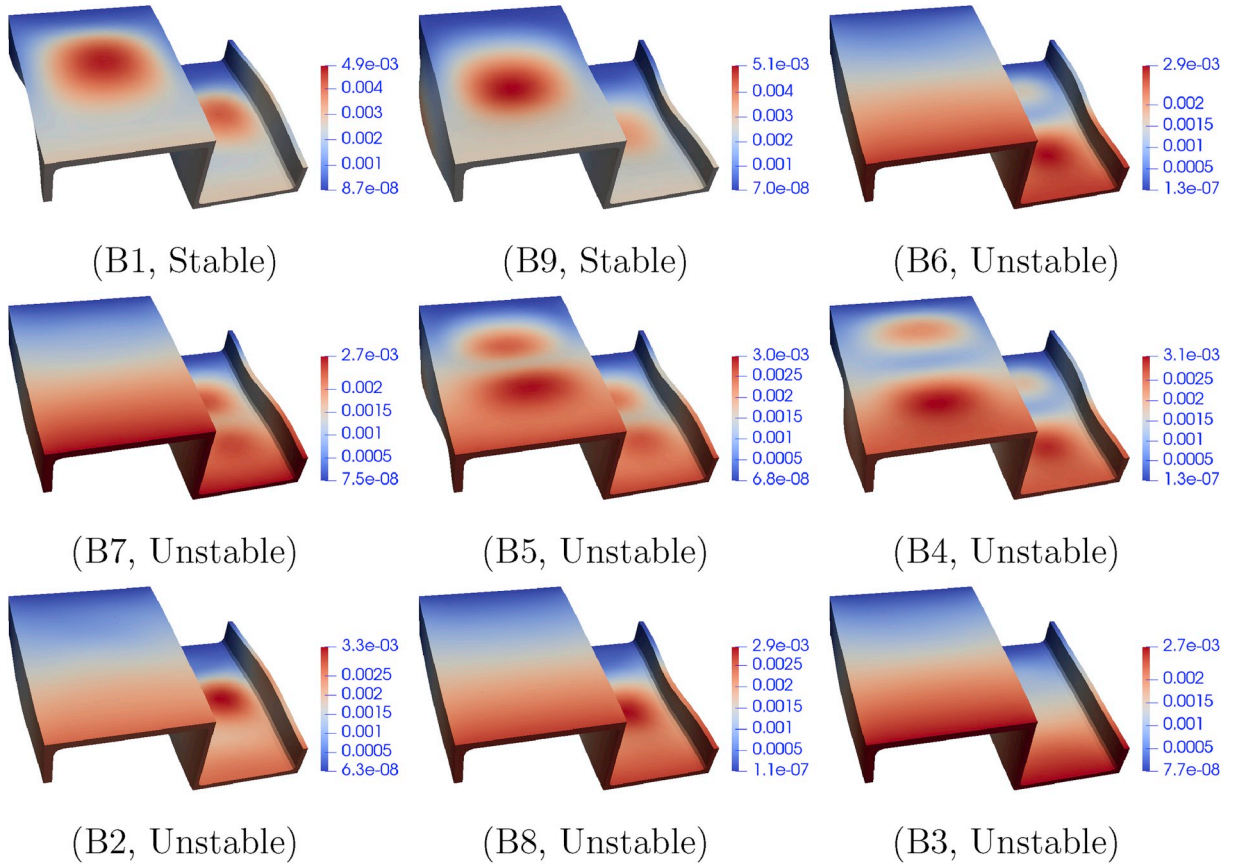 4.9e-03
0.004
0.003
0.002
0.001
8.7e-08
(B1, Stable)
5.1e-03
0.004
0.003
0.002
0.001
7.0e-08
(B9, Stable)
2.9e-03
0.002
0.0015
0.001
0.0005
1.3e-07
(B6, Unstable)
2.7e-03
0.002
0.0015
0.001
0.0005
7.5e-08
(B7, Unstable)
3.0e-03
0.0025
0.002
0.0015
0.001
0.0005
6.8e-08
(B5, Unstable)
3.1e-03
0.0025
0.002
0.0015
0.001
0.0005
1.3e-07
(B4, Unstable)
3.3e-03
0.0025
0.002
0.0015
0.001
0.0005
6.3e-08
(B2, Unstable)
2.9e-03
0.002
0.0015
0.001
0.0005
1.1e-07
(B8, Unstable)
2.7e-03
0.002
0.0015
0.001
0.0005
7.7e-08
(B3, Unstable)